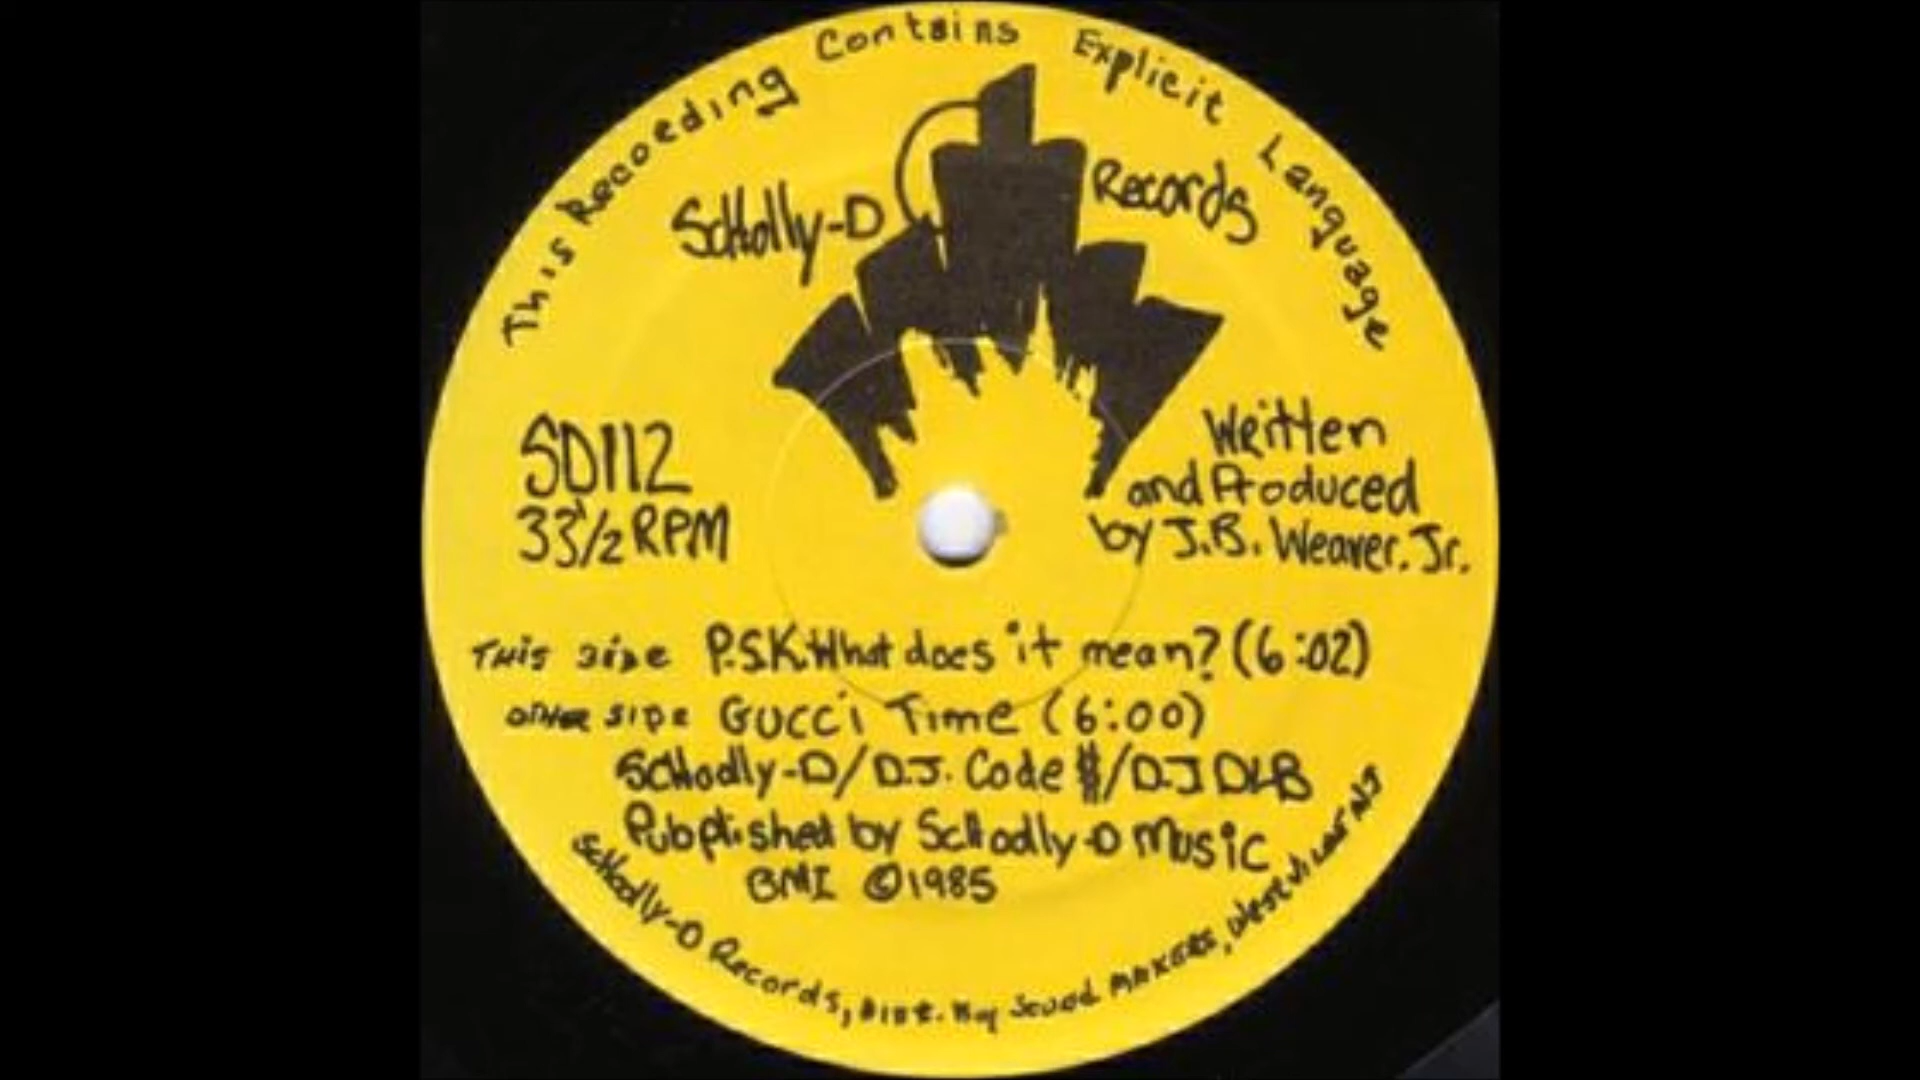 This Recoeding Contains Explicit Language
ScHolly-D Records
SD112
33 1/2 RPM
Written
and Produced
by J.B. Weaver. Jr.
THis side P.S.K. What does it mean? (6:02)
other side Gucci Time (6:00)
ScHoolly-D/D.J. Code $/D.J DLB
Published by ScHoolly-D Music
BMI ©1985
ScHoolly-D Records, Dist. By Sound MAKERS, West